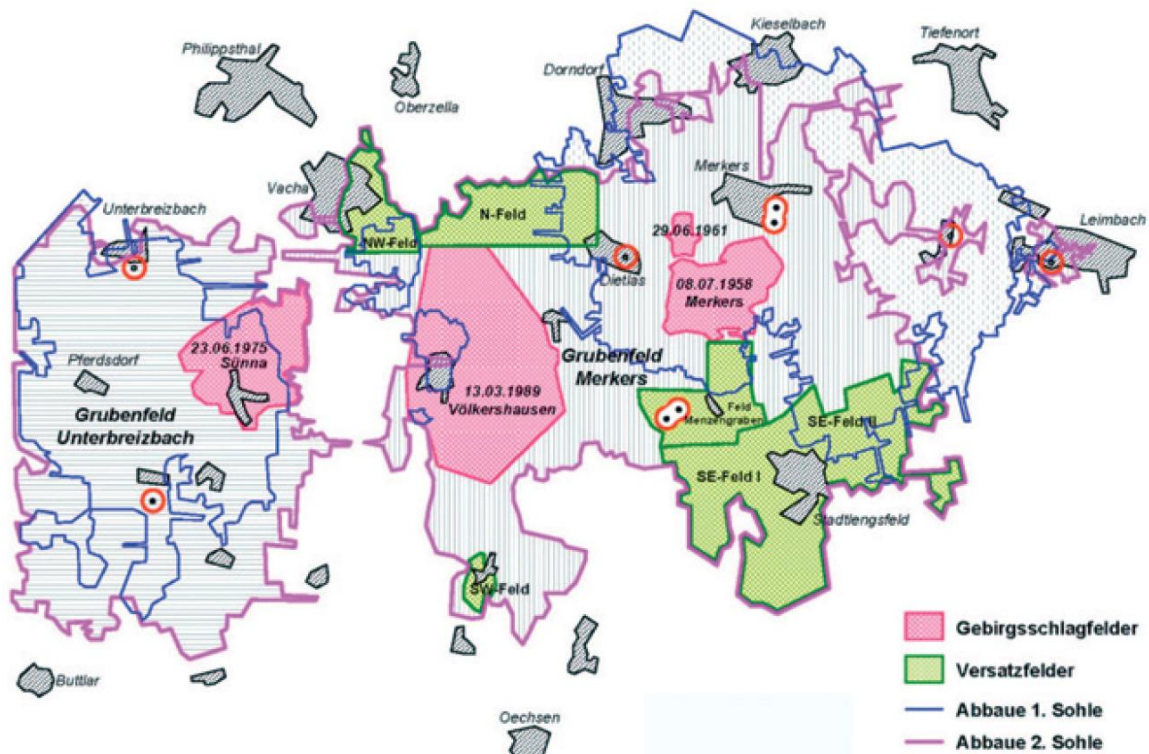 Kieselbach
Tiefenort
Philippsthal
Oberzella
Dorndorf
Merkers
Vacha
Unterbreizbach
N-Feld
NW-Feld
29.06.1961
Leimbach
Dietlas
08.07.1958
Merkers
23.06.1975
Sünna
Pferdsdorf
Grubenfeld
Merkers
13.03.1989
Völkershausen
Grubenfeld
Unterbreizbach
Feld
Menzengraben
SE-Feld II
SE-Feld I
Stadtlengsfeld
SW-Feld
Buttlar
Oechsen
Gebirgsschlagfelder
Versatzfelder
Abbaue 1. Sohle
Abbaue 2. Sohle